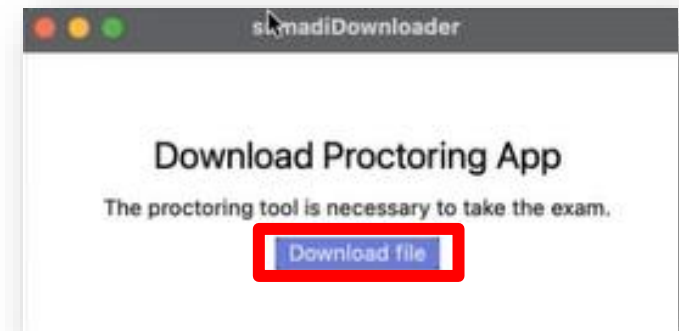 Download Proctoring App
The proctoring tool is necessary to take the exam.
Download file